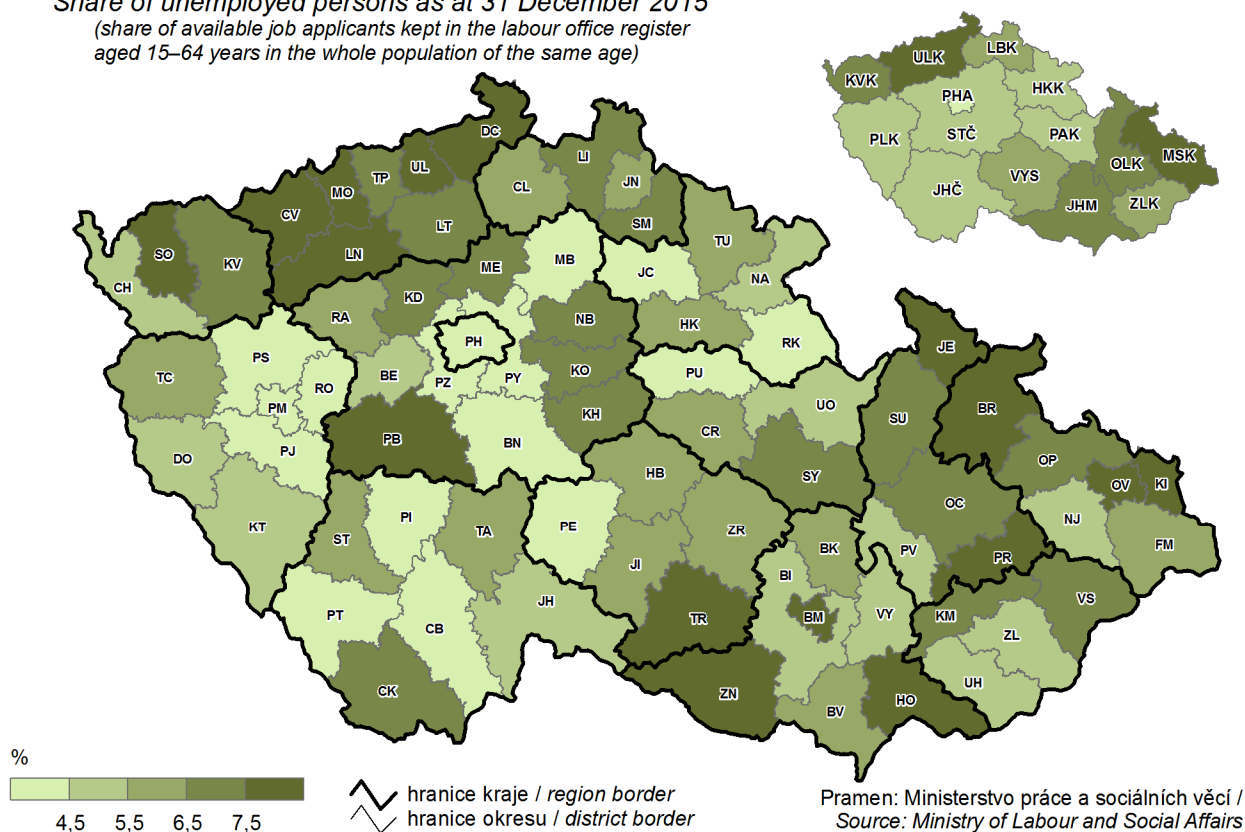 Share of unemployed persons as at 31 December 2015
(share of available job applicants kept in the labour office register
aged 15–64 years in the whole population of the same age)
LBK
ULK
KVK
HKK
PHA
PLK
STČ
PAK
OLK
MSK
VYS
JHČ
JHM
ZLK
DC
UL
TP
MO
LI
CL
JN
CV
LT
SM
TU
LN
SO
KV
ME
MB
JC
NA
CH
KD
RA
NB
HK
PH
RK
JE
PS
TC
RO
BE
PZ
PY
KO
PU
PM
UO
BR
KH
SU
PB
BN
CR
PJ
DO
OP
HB
SY
OV
KI
OC
PI
KT
ST
TA
PE
ZR
NJ
BK
PV
FM
PR
JI
BI
JH
VS
PT
TR
BM
VY
KM
CB
ZL
UH
CK
ZN
HO
BV
%
4,5 5,5 6,5 7,5
hranice kraje / region border
hranice okresu / district border
Pramen: Ministerstvo práce a sociálních věcí /
Source: Ministry of Labour and Social Affairs